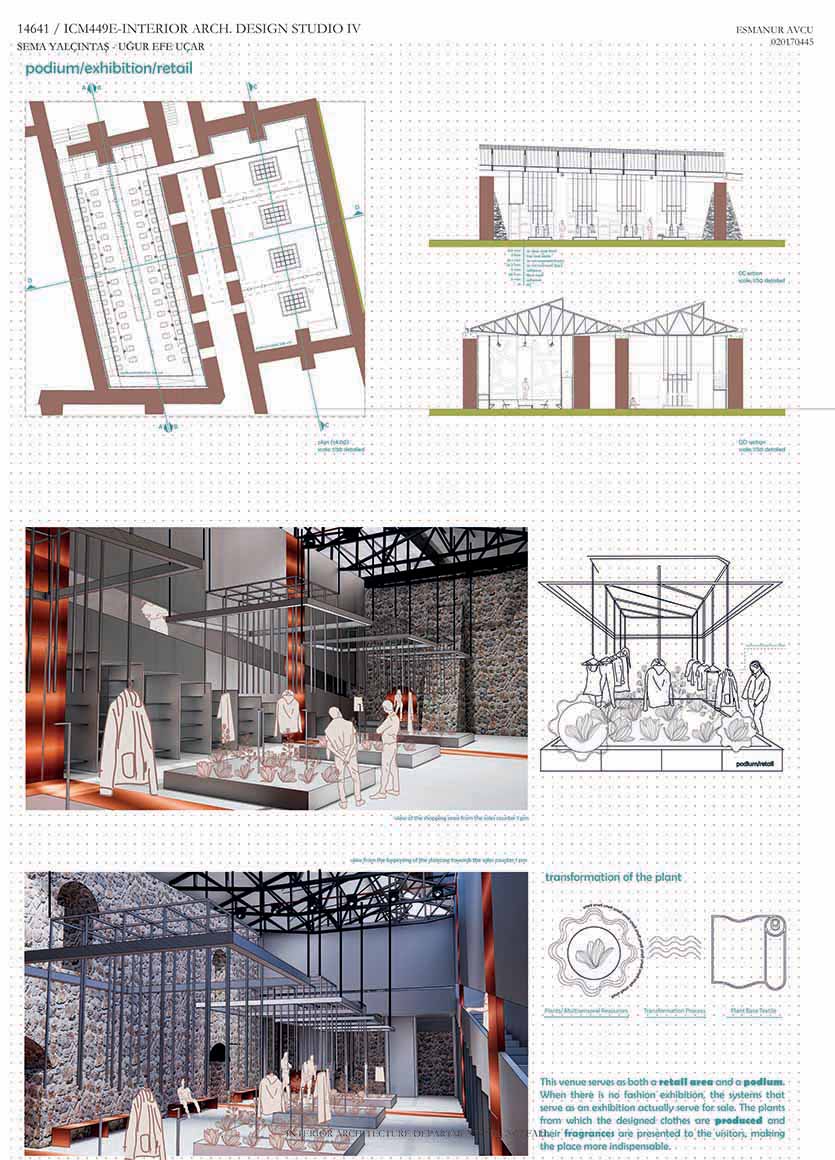 14641 / ICM449E-INTERIOR ARCH. DESIGN STUDIO IV
SEMA YALÇINTAŞ - UĞUR EFE UÇAR
ESMANUR AVCU
020170445
podium/exhibition/retail
A
B
C
D
D
A
B
C
scale:1/50 detailed
CC section
scale:1/50 detailed
DD section
scale:1/50 detailed
podium/retail
view of the shopping area from the sales counter 1 pm
view from the beginning of the staircase towards the sales counter 1 pm
transformation of the plant
Plants/ Multisensorial Resources
Transformation Process
Plant Base Textile
This venue serves as both a retail area and a podium.
When there is no fashion exhibition, the systems that
serve as an exhibition actually serve for sale. The plants
from which the designed clothes are produced and
their fragrances are presented to the visitors, making
the place more indispensable.
INTERIOR ARCHITECTURE DEPARTMENT